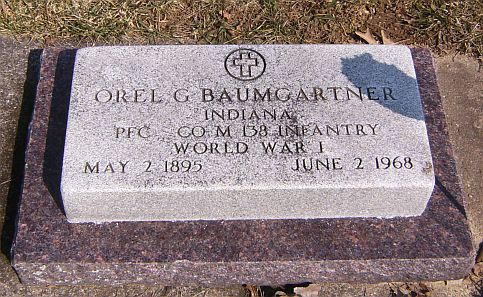 OREL G BAUMGARTNER
INDIANA
PFC CO M 138 INFANTRY
WORLD WAR I
MAY 2 1895 JUNE 2 1968